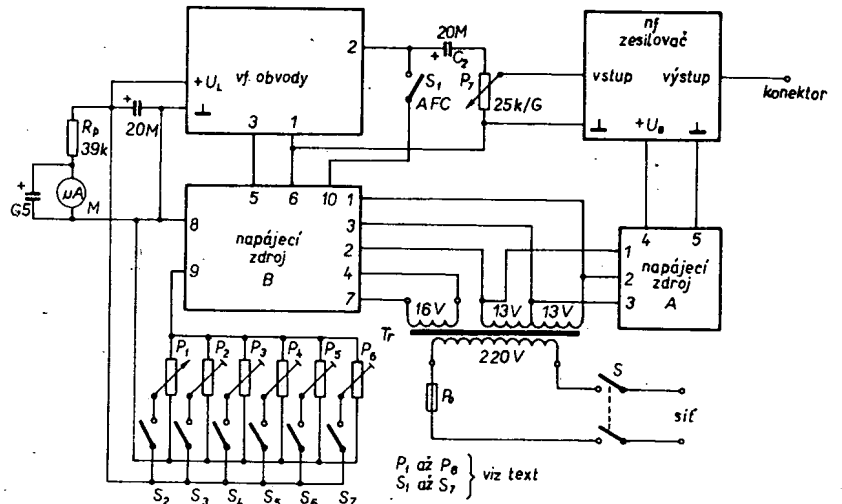 20M
+ C₂
2
+U_L
vf. obvody
S₁
AFC
P₇
25k/G
nf
zesilovač
vstup
výstup
+U_B
konektor
+
20M
R_p
39k
+
G5
μA
M
3
1
5
6
10
8
9
napájecí
zdroj
B
1
3
2
4
7
4
5
1
2
3
napájecí
zdroj
A
16V
13V
13V
Tr
220V
S
síť
P₁
P₂
P₃
P₄
P₅
P₆
S₂
S₃
S₄
S₅
S₆
S₇
P₁ až P₆
S₁ až S₇
} viz text